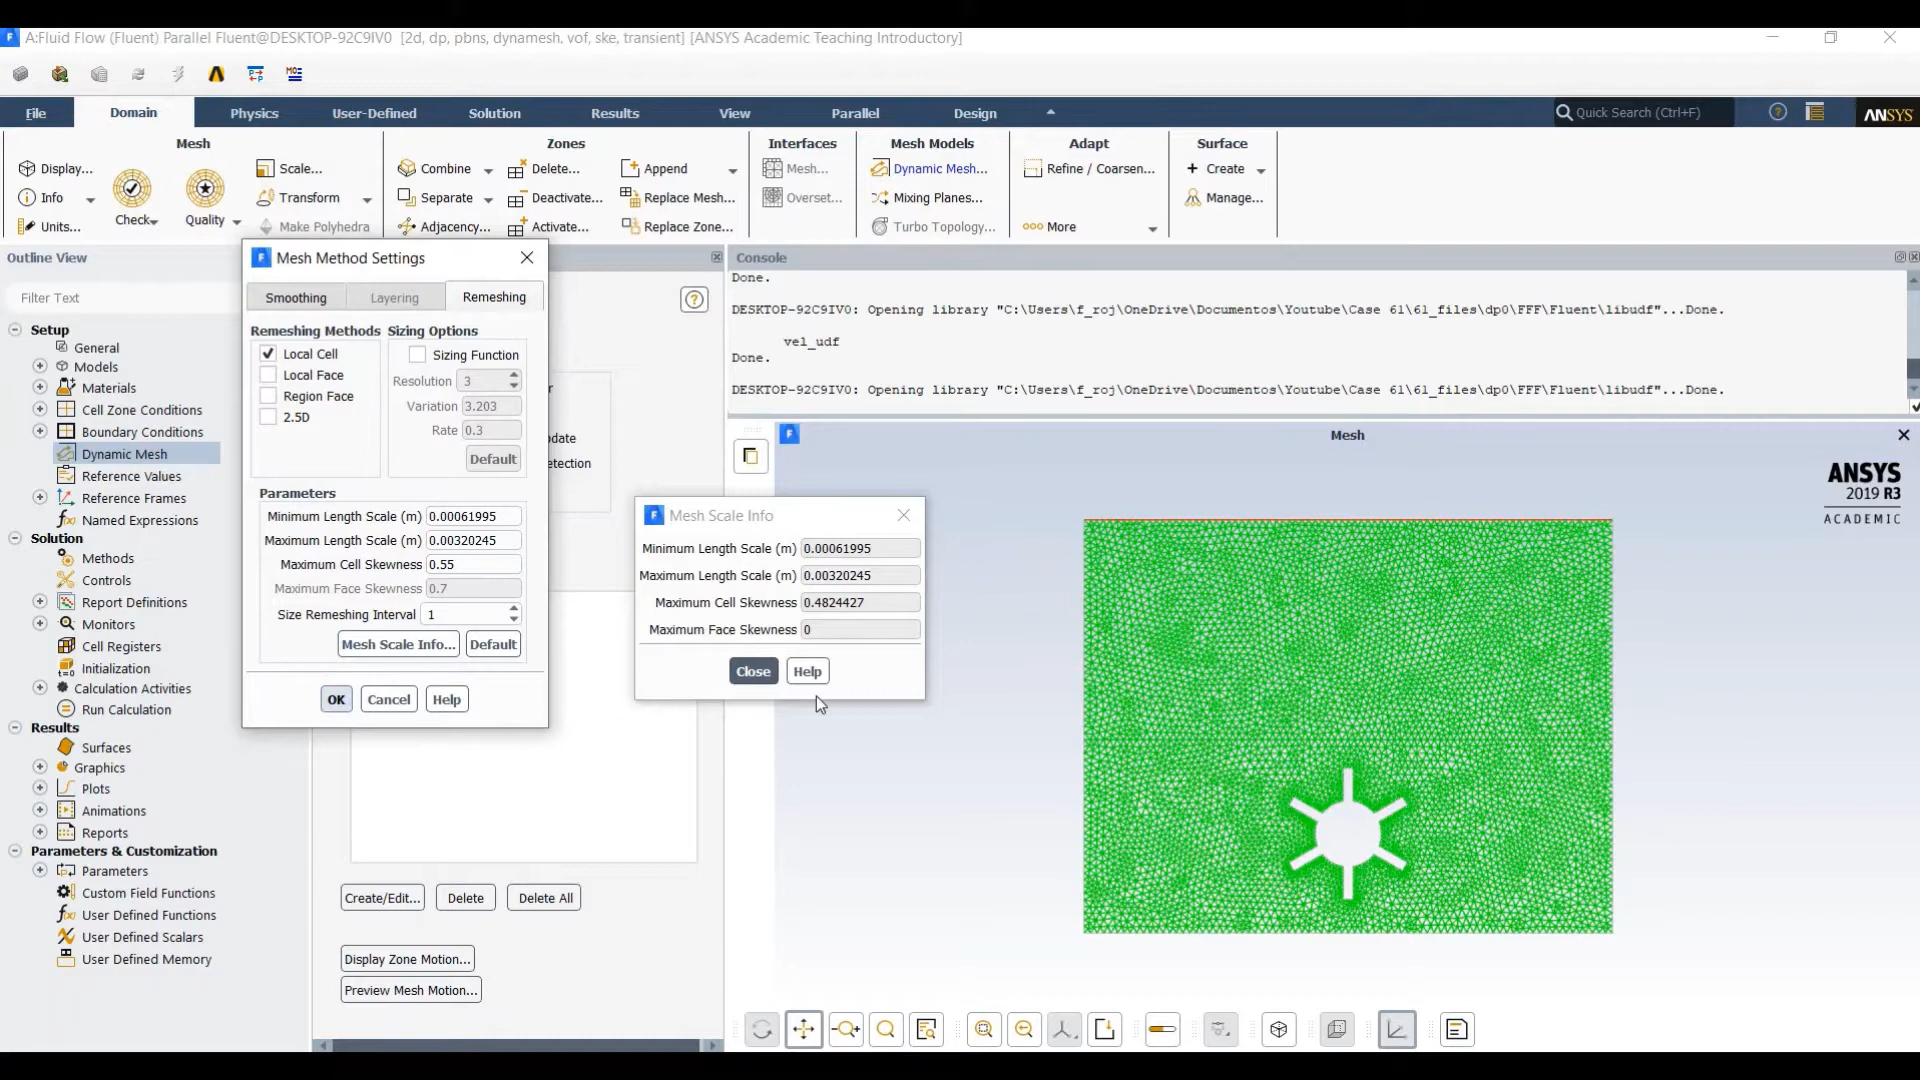 A:Fluid Flow (Fluent) Parallel Fluent@DESKTOP-92C9IV0 [2d, dp, pbns, dynamesh, vof, ske, transient] [ANSYS Academic Teaching Introductory]
File
Domain
Physics
User-Defined
Solution
Results
View
Parallel
Design
Quick Search (Ctrl+F)
ANSYS
Mesh
Display...
Info
Units...
Check
Quality
Scale...
Transform
Make Polyhedra
Zones
Combine
Delete...
Append
Separate
Deactivate...
Replace Mesh...
Adjacency...
Activate...
Replace Zone...
Interfaces
Mesh...
Overset...
Mesh Models
Dynamic Mesh...
Mixing Planes...
Turbo Topology...
Adapt
Refine / Coarsen...
More
Surface
Create
Manage...
Outline View
Filter Text
Setup
General
Models
Materials
Cell Zone Conditions
Boundary Conditions
Dynamic Mesh
Reference Values
Reference Frames
Named Expressions
Solution
Methods
Controls
Report Definitions
Monitors
Cell Registers
Initialization
Calculation Activities
Run Calculation
Results
Surfaces
Graphics
Plots
Animations
Reports
Parameters & Customization
Parameters
Custom Field Functions
User Defined Functions
User Defined Scalars
User Defined Memory
Mesh Method Settings
Smoothing
Layering
Remeshing
Remeshing Methods
Local Cell
Local Face
Region Face
2.5D
Sizing Options
Sizing Function
Resolution 3
Variation 3.203
Rate 0.3
Default
Parameters
Minimum Length Scale (m) 0.00061995
Maximum Length Scale (m) 0.00320245
Maximum Cell Skewness 0.55
Maximum Face Skewness 0.7
Size Remeshing Interval 1
Mesh Scale Info...
Default
OK
Cancel
Help
Create/Edit...
Delete
Delete All
Display Zone Motion...
Preview Mesh Motion...
Mesh Scale Info
Minimum Length Scale (m) 0.00061995
Maximum Length Scale (m) 0.00320245
Maximum Cell Skewness 0.4824427
Maximum Face Skewness 0
Close
Help
Console
Done.
DESKTOP-92C9IV0: Opening library "C:\Users\f_roj\OneDrive\Documentos\Youtube\Case 61\61_files\dp0\FFF\Fluent\libudf"...Done.
vel_udf
Done.
DESKTOP-92C9IV0: Opening library "C:\Users\f_roj\OneDrive\Documentos\Youtube\Case 61\61_files\dp0\FFF\Fluent\libudf"...Done.
Mesh
ANSYS
2019 R3
ACADEMIC